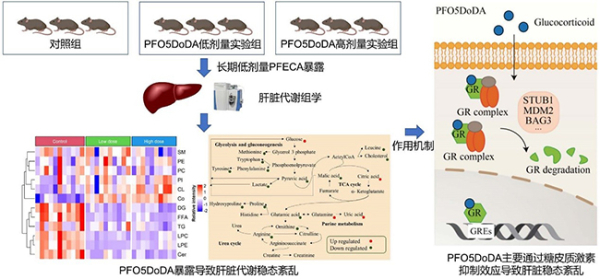 对照组
PFO5DoDA低剂量实验组
PFO5DoDA高剂量实验组
长期低剂量PFECA暴露
肝脏代谢组学
Control
Low dose
High dose
SM
PE
PC
PI
CL
Co
DG
FFA
TG
LPC
LPE
Cer
Relative intensity
Glucose
Glycolysis and gluconeogenesis
Methionine
Glycerol 3-phosphate
Tryptophan
Phosphoenolpyruvate
Tyrosine
Phenylalanine
Lactate
Pyruvic acid
AcetylCoA
Leucine
Cholesterol
Malic acid
Citric acid
TCA cycle
Fumarate
Ketoglutarate
Hydroxyproline
Proline
Histidine
Glutamic acid
Glutamine
Uric acid
Purine metabolism
Arginine
Ornithine
Citrulline
Urea cycle
Argininosuccinate
Creatine
Creatinine
Up regulated
Down regulated
PFO5DoDA暴露导致肝脏代谢稳态紊乱
作用机制
PFO5DoDA
Glucocorticoid
GR
GR complex
STUB1
MDM2
BAG3
...
GR
GR complex
GR degradation
GR
GREs
PFO5DoDA主要通过糖皮质激素
抑制效应导致肝脏稳态紊乱